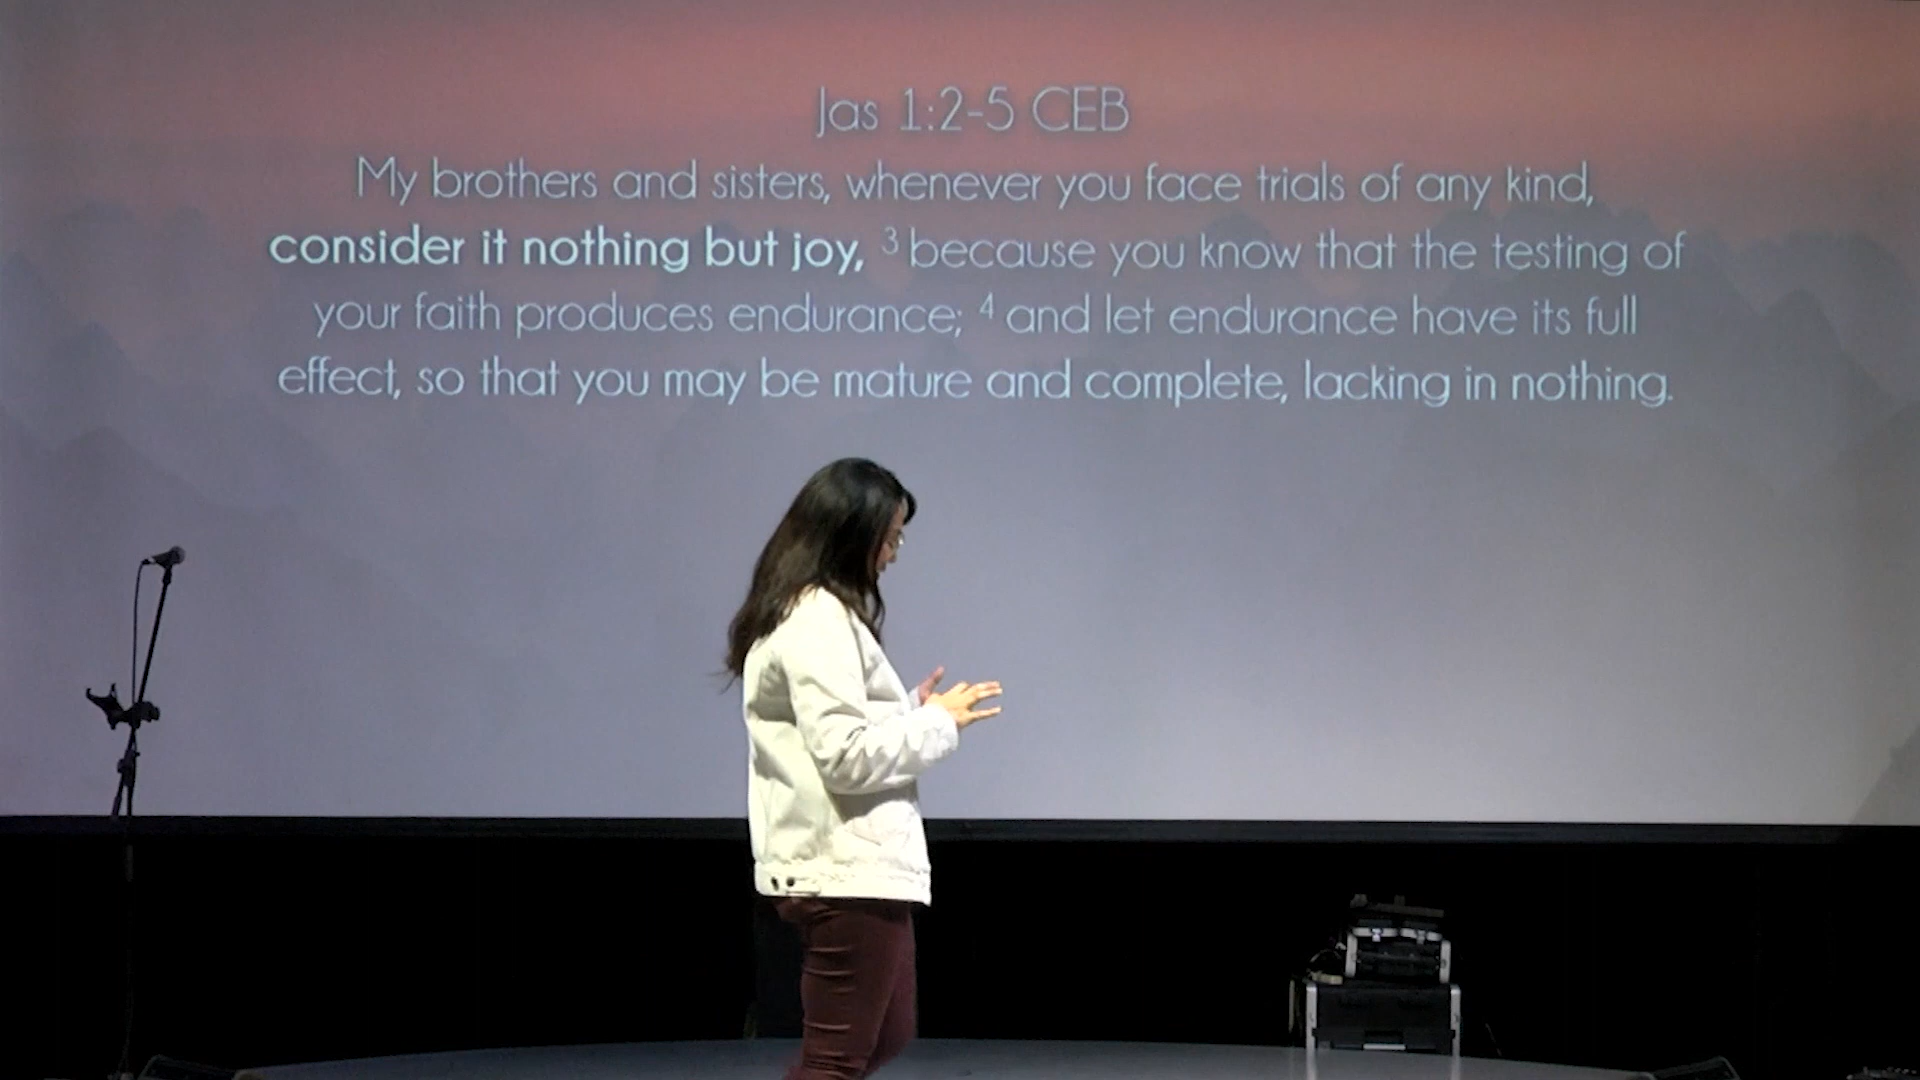 Jas 1:2-5 CEB
My brothers and sisters, whenever you face trials of any kind,
consider it nothing but joy, ³ because you know that the testing of
your faith produces endurance; ⁴ and let endurance have its full
effect, so that you may be mature and complete, lacking in nothing.